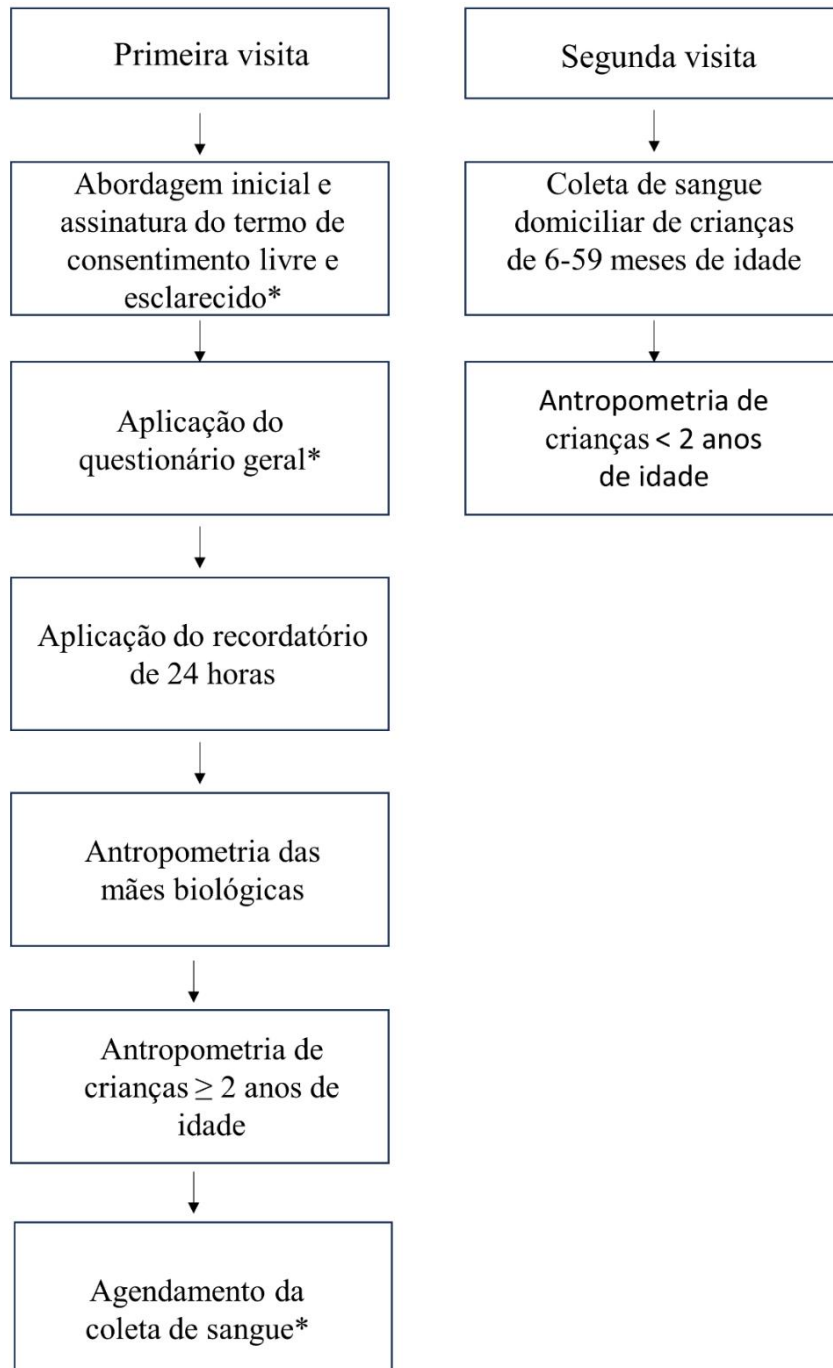 Primeira visita
Abordagem inicial e
assinatura do termo de
consentimento livre e
esclarecido*
Aplicação do
questionário geral*
Aplicação do recordatório
de 24 horas
Antropometria das
mães biológicas
Antropometria de
crianças ≥ 2 anos de
idade
Agendamento da
coleta de sangue*
Segunda visita
Coleta de sangue
domiciliar de crianças
de 6-59 meses de idade
Antropometria de
crianças < 2 anos
de idade